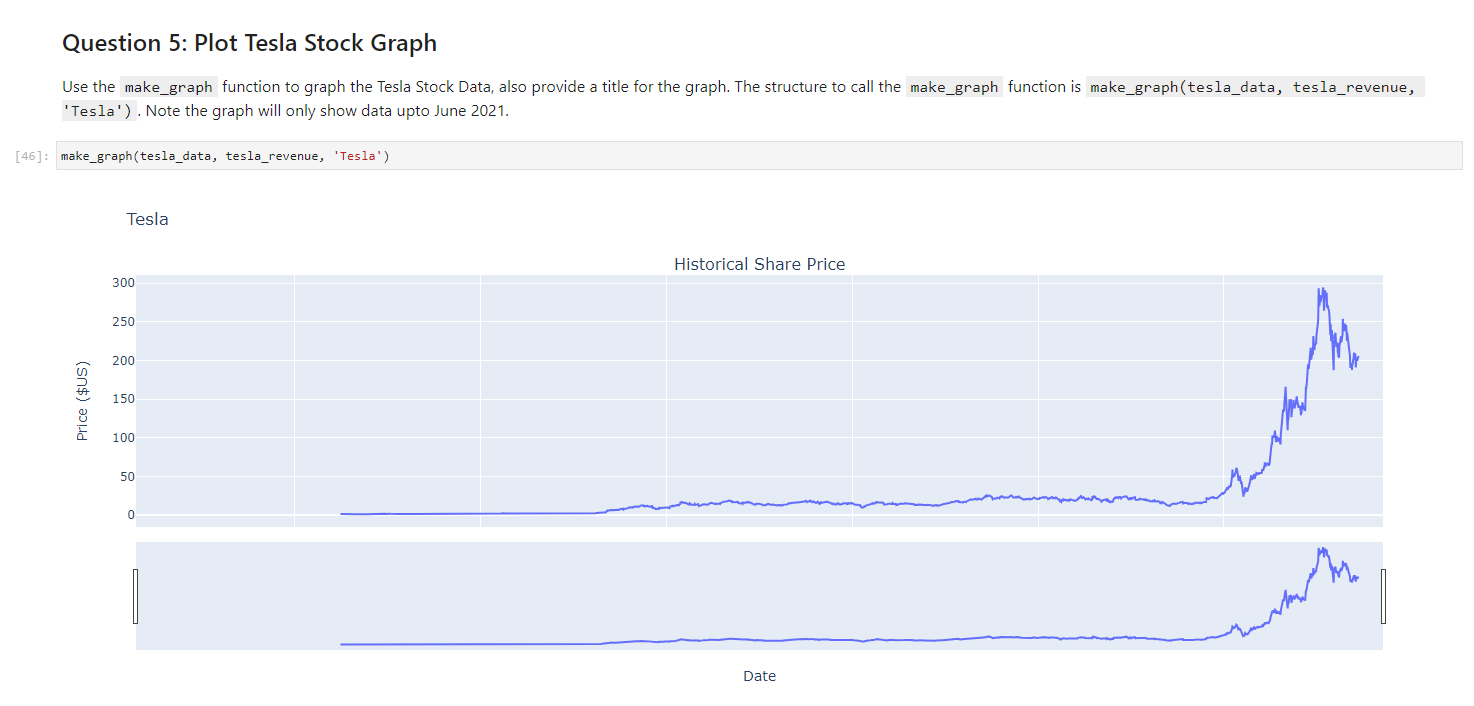 Question 5: Plot Tesla Stock Graph
Use the make_graph function to graph the Tesla Stock Data, also provide a title for the graph. The structure to call the make_graph function is make_graph(tesla_data, tesla_revenue,
'Tesla') . Note the graph will only show data upto June 2021.
[46]: make_graph(tesla_data, tesla_revenue, 'Tesla')
Tesla
Historical Share Price
300
250
200
150
100
50
0
Price ($US)
Date